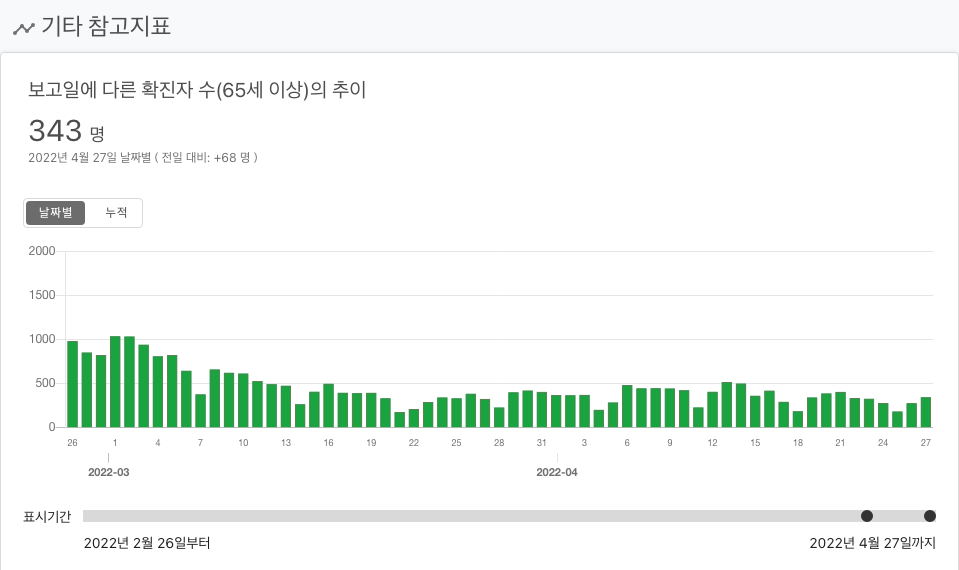 기타 참고지표
보고일에 다른 확진자 수(65세 이상)의 추이
343 명
2022년 4월 27일 날짜별 ( 전일 대비: +68 명 )
날짜별 누적
2000
1500
1000
500
0
26 1 4 7 10 13 16 19 22 25 28 31 3 6 9 12 15 18 21 24 27
2022-03 2022-04
표시기간
2022년 2월 26일부터 2022년 4월 27일까지